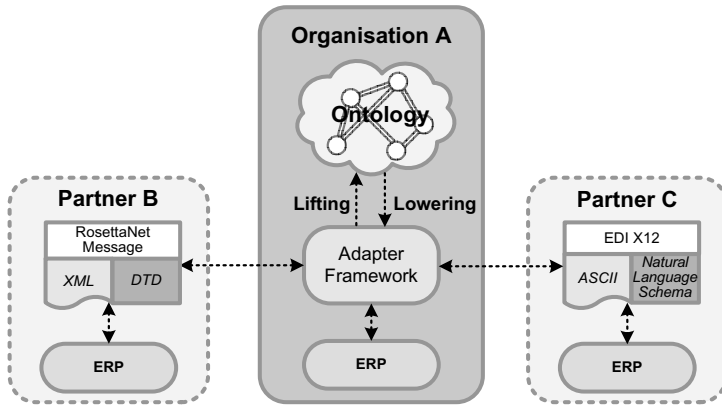 Organisation A
Ontology
Lifting
Lowering
Adapter
Framework
ERP
Partner B
RosettaNet
Message
XML
DTD
ERP
Partner C
EDI X12
ASCII
Natural
Language
Schema
ERP